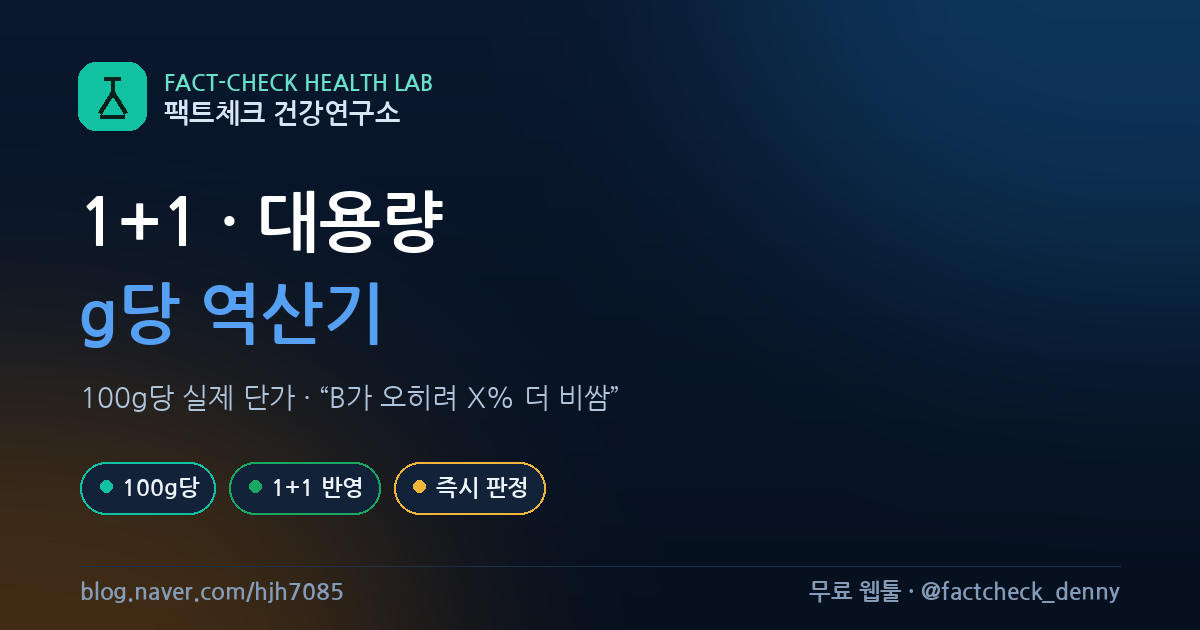 FACT-CHECK HEALTH LAB
팩트체크 건강연구소
1+1 · 대용량
g당 역산기
100g당 실제 단가 · “B가 오히려 X% 더 비쌈”
100g당
1+1 반영
즉시 판정
blog.naver.com/hjh7085
무료 웹툴 · @factcheck_denny